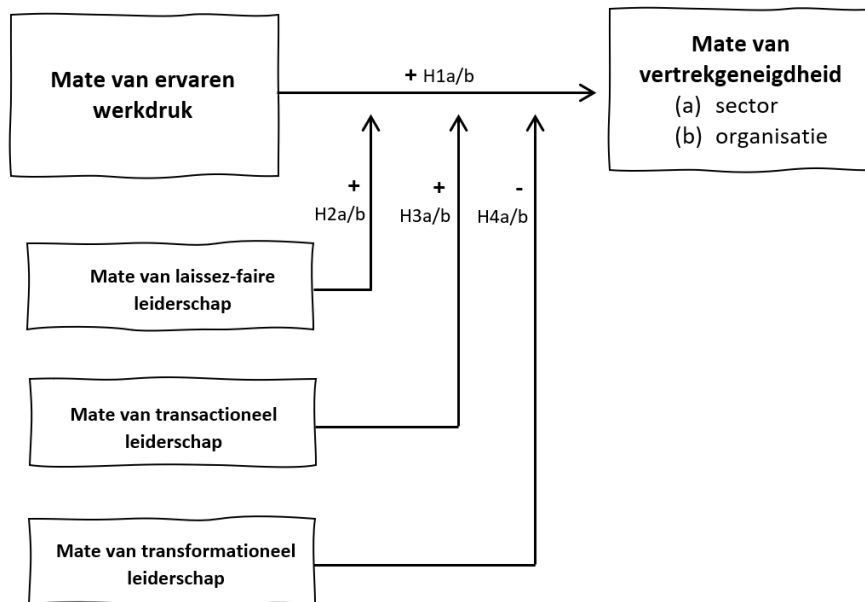 Mate van ervaren
werkdruk
+ H1a/b
Mate van
vertrekgeneigdheid
(a) sector
(b) organisatie
+
H2a/b
+
H3a/b
-
H4a/b
Mate van laissez-faire
leiderschap
Mate van transactioneel
leiderschap
Mate van transformationeel
leiderschap